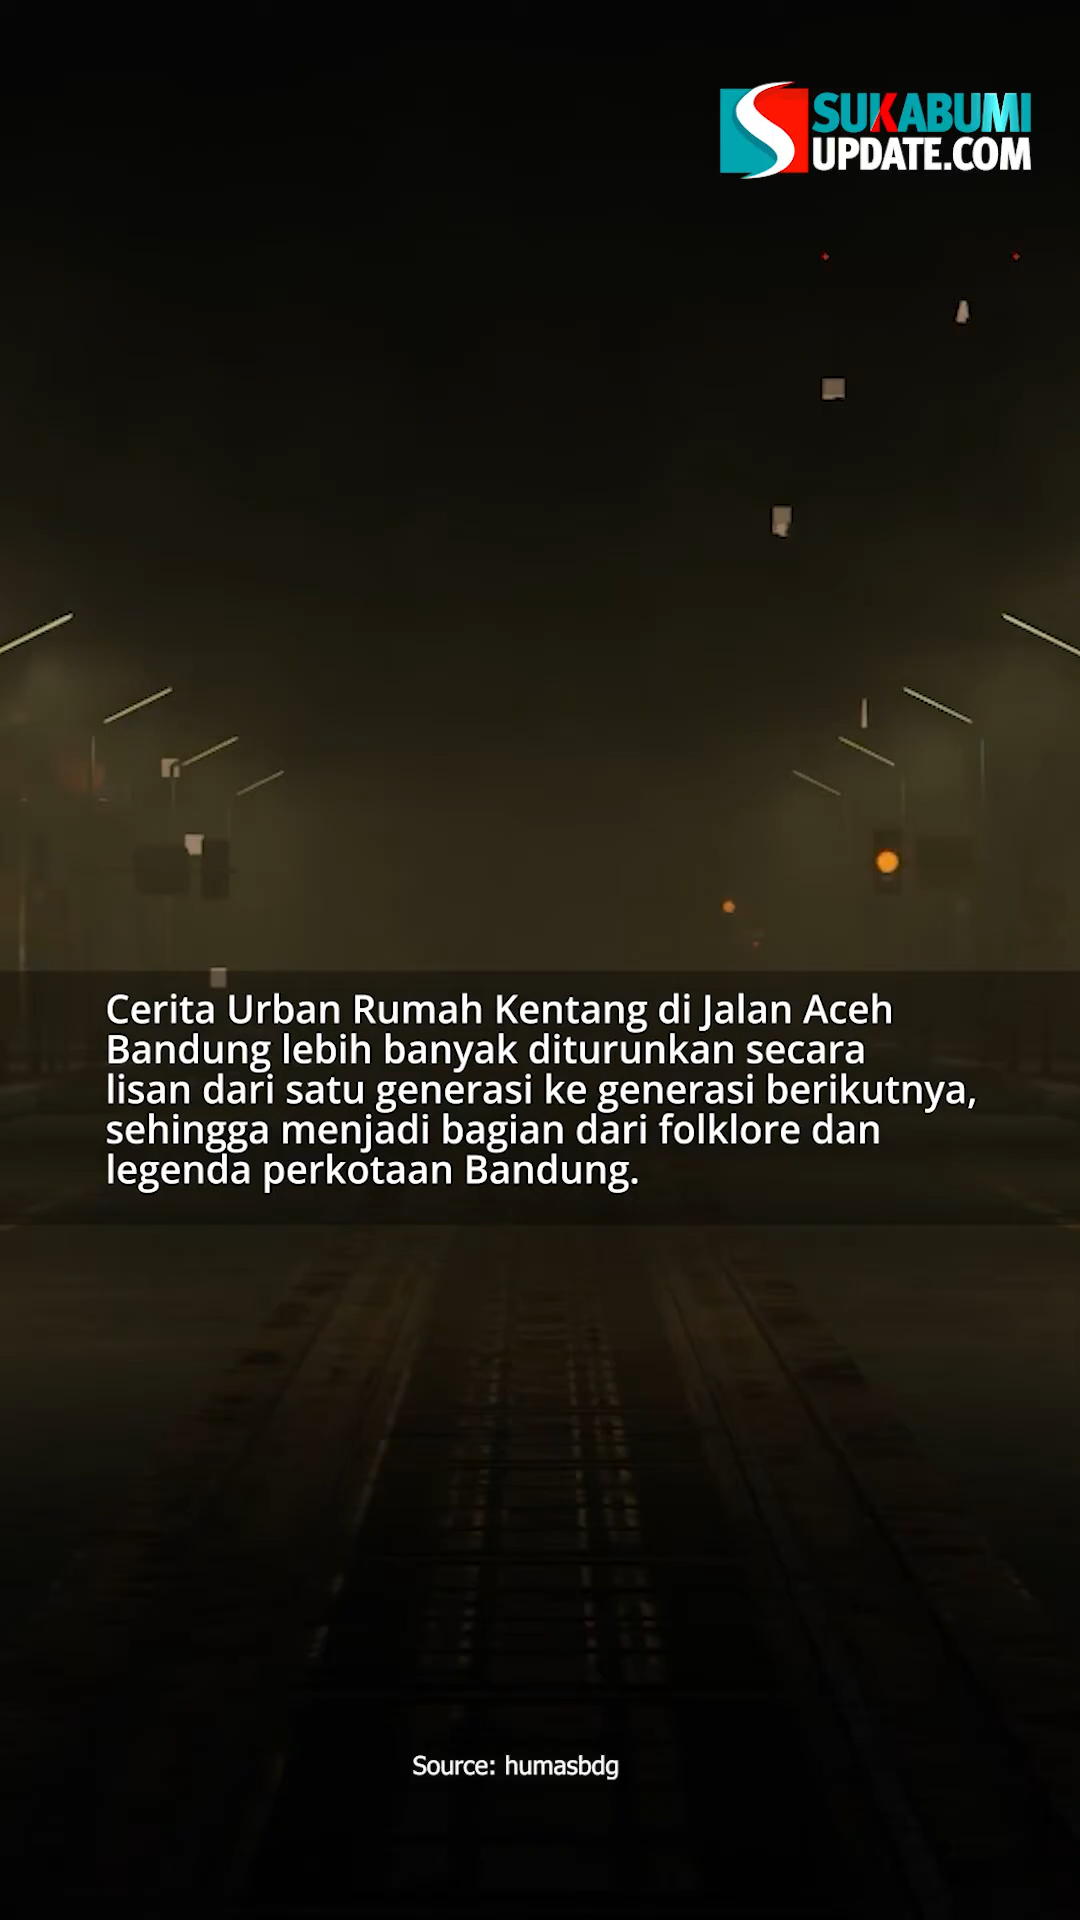 SUKABUMI
UPDATE.COM
Cerita Urban Rumah Kentang di Jalan Aceh
Bandung lebih banyak diturunkan secara
lisan dari satu generasi ke generasi berikutnya,
sehingga menjadi bagian dari folklore dan
legenda perkotaan Bandung.
Source: humasbdg